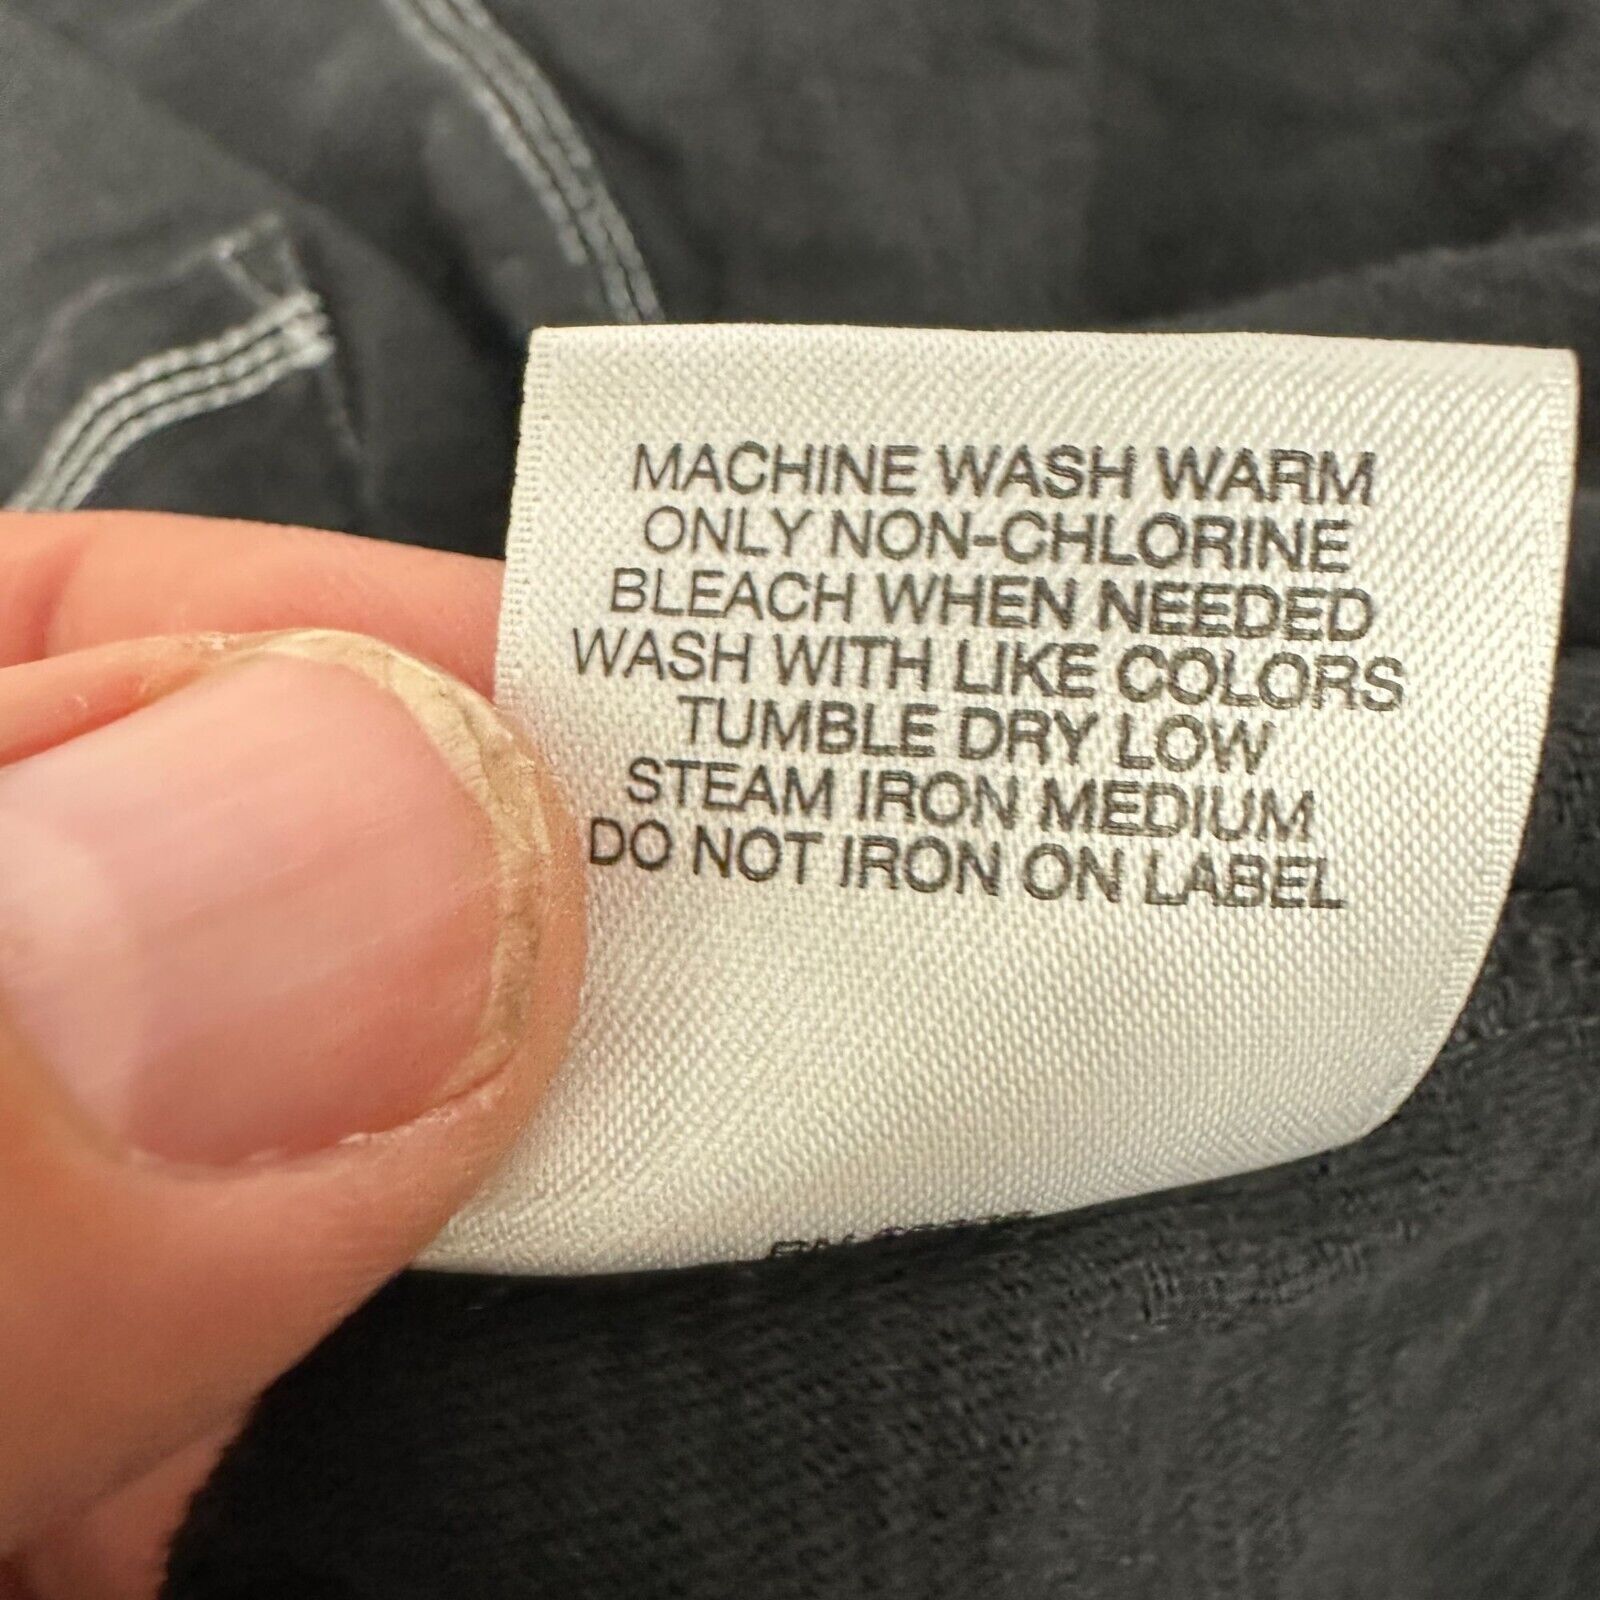 MACHINE WASH WARM
ONLY NON-CHLORINE
BLEACH WHEN NEEDED
WASH WITH LIKE COLORS
TUMBLE DRY LOW
STEAM IRON MEDIUM
DO NOT IRON ON LABEL